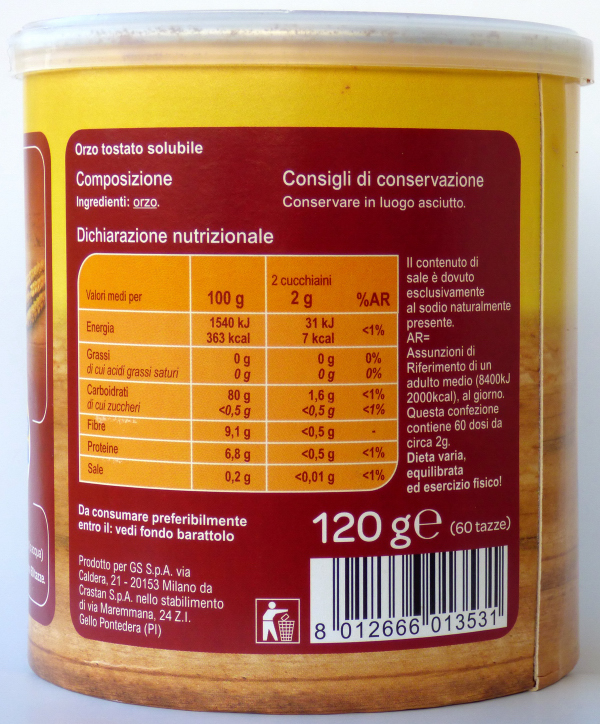 Orzo tostato solubile
Composizione
Ingredienti: orzo.
Consigli di conservazione
Conservare in luogo asciutto.
Dichiarazione nutrizionale
Valori medi per 100 g 2 cucchiaini 2 g %AR
Energia 1540 kJ 31 kJ <1%
363 kcal 7 kcal
Grassi 0 g 0 g 0%
di cui acidi grassi saturi 0 g 0 g 0%
Carboidrati 80 g 1,6 g <1%
di cui zuccheri <0,5 g <0,5 g <1%
Fibre 9,1 g <0,5 g -
Proteine 6,8 g <0,5 g <1%
Sale 0,2 g <0,01 g <1%
Il contenuto di
sale è dovuto
esclusivamente
al sodio naturalmente
presente.
AR=
Assunzioni di
Riferimento di un
adulto medio (8400kJ
2000kcal), al giorno.
Questa confezione
contiene 60 dosi da
circa 2g.
Dieta varia,
equilibrata
ed esercizio fisico!
Da consumare preferibilmente
entro il: vedi fondo barattolo
120 g e (60 tazze)
Prodotto per GS S.p.A. via
Caldera, 21 - 20153 Milano da
Crastan S.p.A. nello stabilimento
di via Maremmana, 24 Z.I.
Gello Pontedera (PI)
8 012666 013531